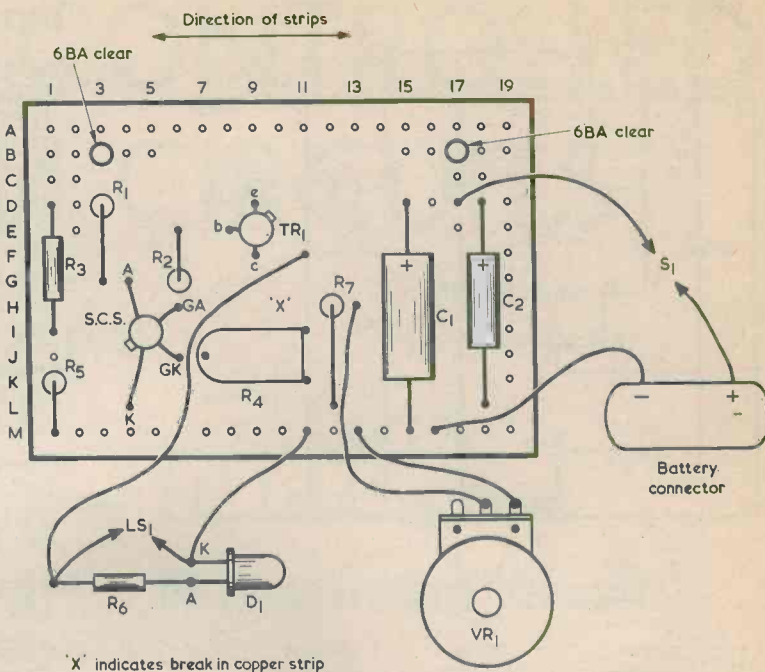 Direction of strips
6BA clear
1 3 5 7 9 11 13 15 17 19
6BA clear
A
B
C
D
E
F
G
H
I
J
K
L
M
R1
e
b
TR1
c
R3
R2
A
G
S.C.S.
GA
GK
K
'X'
R7
R4
R5
+
C1
+
C2
S1
− +
-
Battery
connector
LS1
K
R6
A
D1
VR1
'X' indicates break in copper strip